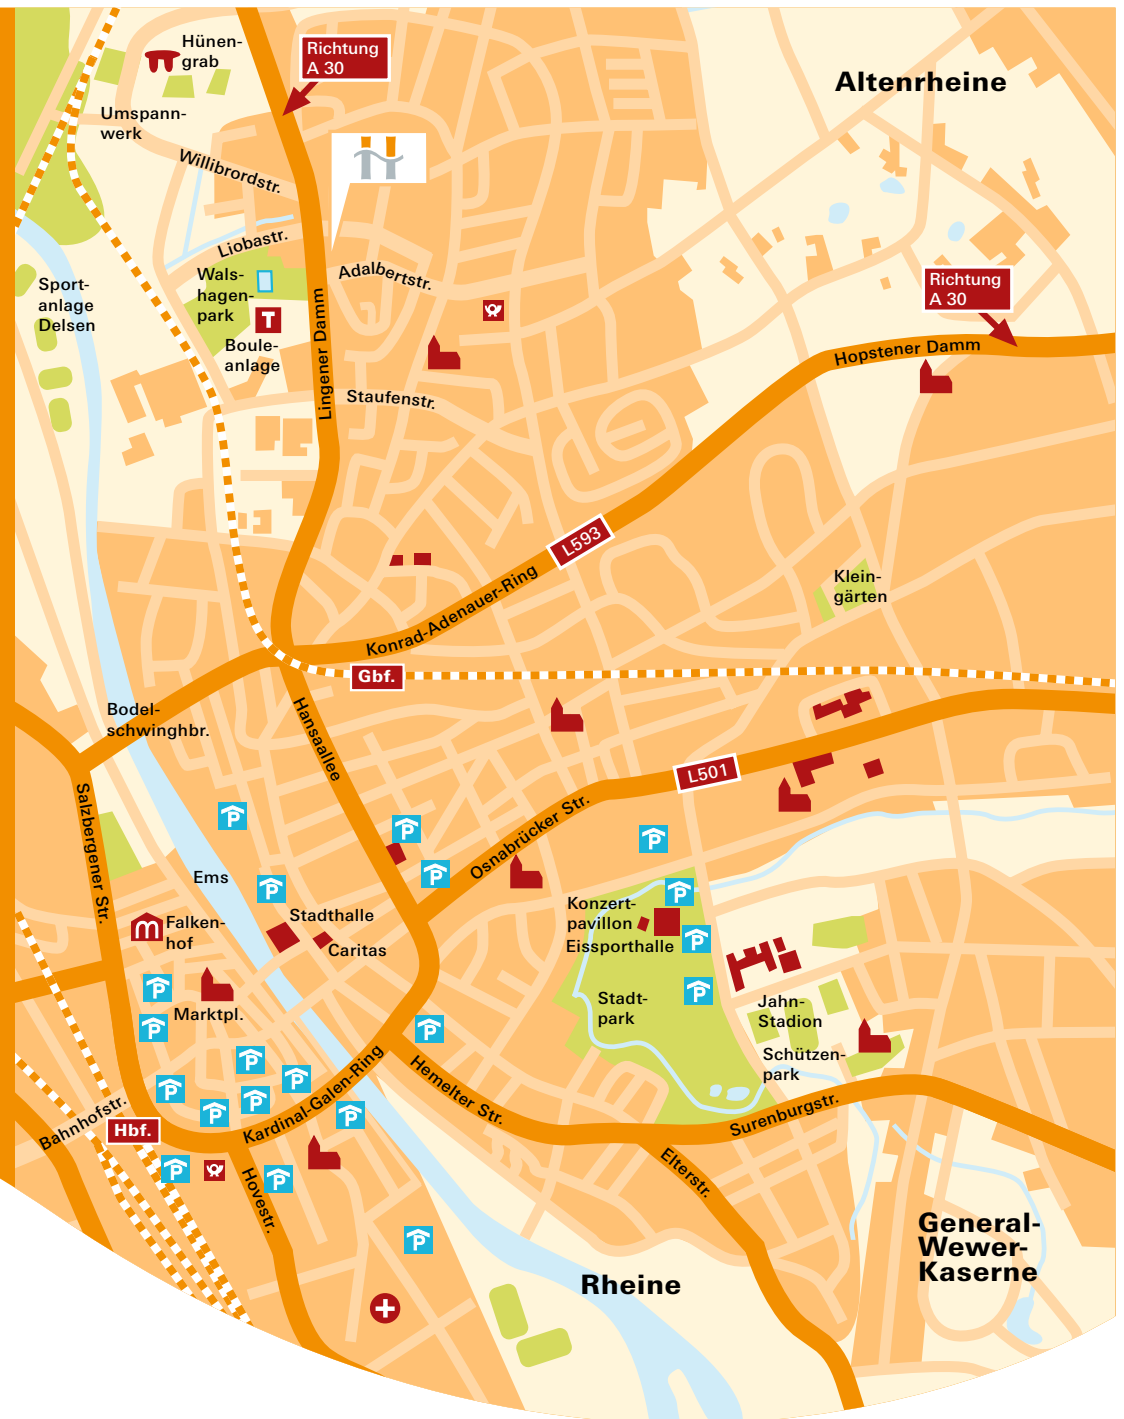 Hünen-
grab
Richtung
A 30
Altenrheine
Umspann-
werk
Willibrordstr.
Liobastr.
Adalbertstr.
Wals-
hagen-
park
T
Boule-
anlage
Sport-
anlage
Delsen
Richtung
A 30
Lingener Damm
Hopstener Damm
Staufenstr.
L593
Klein-
gärten
Konrad-Adenauer-Ring
Gbf.
Bodel-
schwinghbr.
Hansaallee
L501
Salzbergener Str.
Osnabrücker Str.
P
P
P
P
P
P
Ems
Konzert-
pavillon
Eissporthalle
Stadthalle
Caritas
m
Falken-
hof
P
P
P
Marktpl.
P
P
Stadt-
park
Jahn-
Stadion
Schützen-
park
Kardinal-Galen-Ring
Hemelter Str.
Surenburgstr.
P
P
P
P
P
P
Bahnhofstr.
Hbf.
P
P
Hovestr.
Elterstr.
P
General-
Wewer-
Kaserne
Rheine